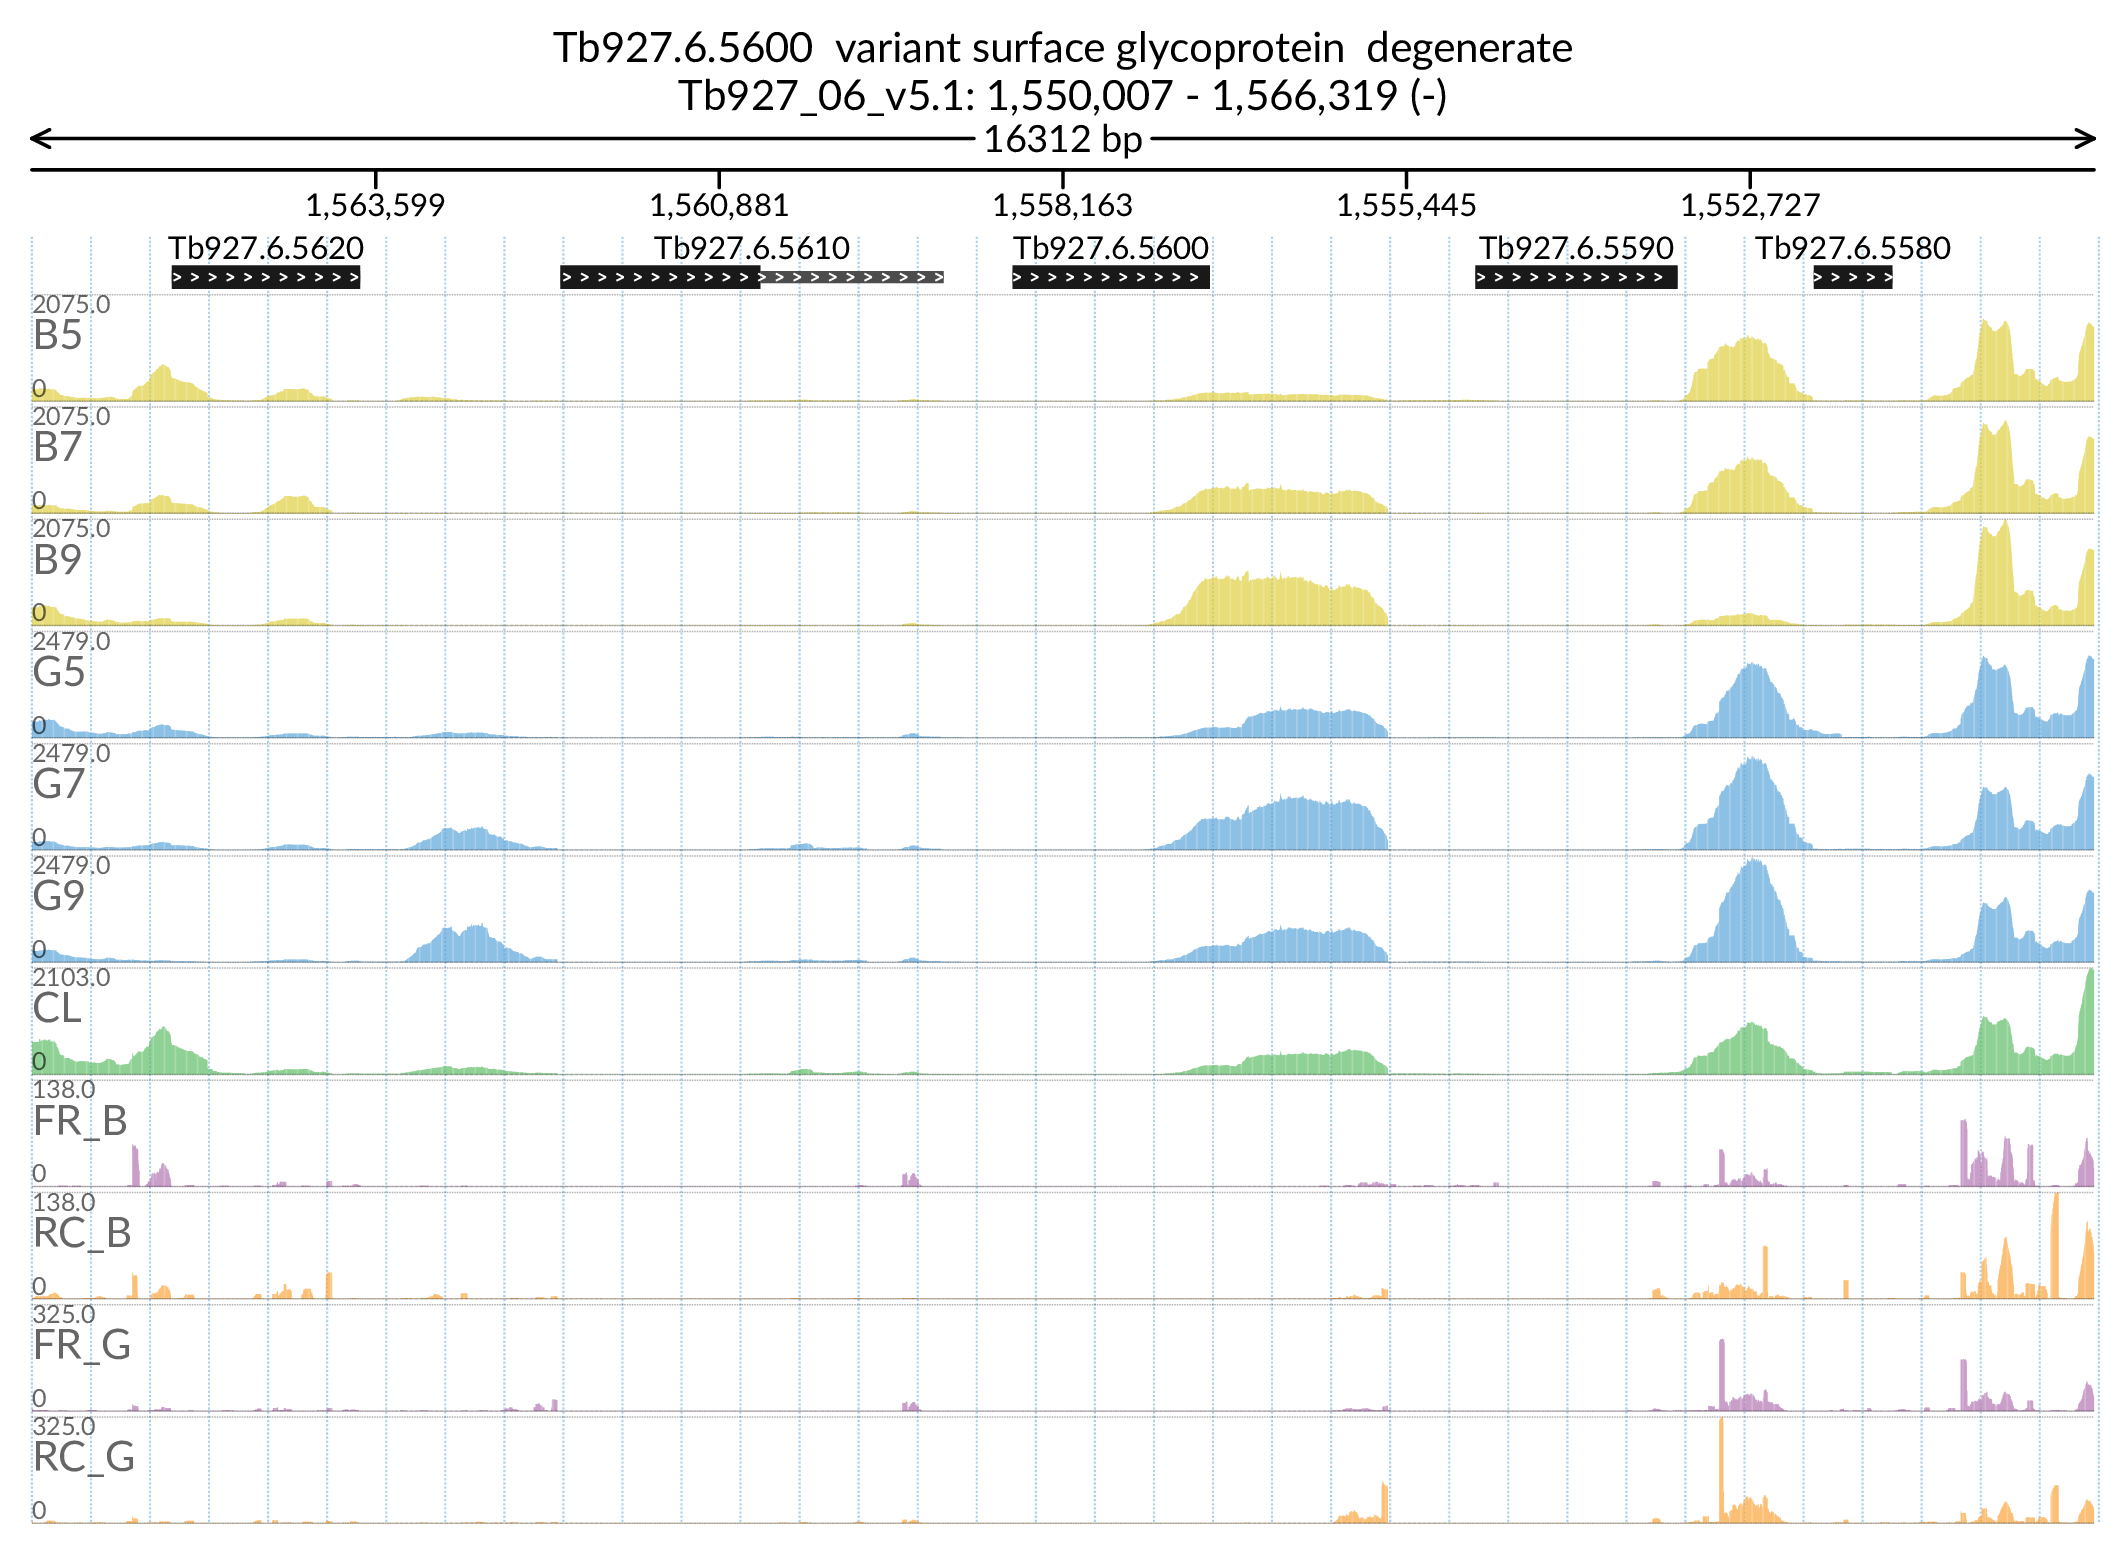 Tb927.6.5600  variant surface glycoprotein  degenerate
Tb927_06_v5.1: 1,550,007 - 1,566,319 (-)
16312 bp
1,563,599 1,560,881 1,558,163 1,555,445 1,552,727
Tb927.6.5620 Tb927.6.5610 Tb927.6.5600 Tb927.6.5590 Tb927.6.5580
2075.0
B5
0
2075.0
B7
0
2075.0
B9
0
2479.0
G5
0
2479.0
G7
0
2479.0
G9
0
2103.0
CL
0
138.0
FR_B
0
138.0
RC_B
0
325.0
FR_G
0
325.0
RC_G
0